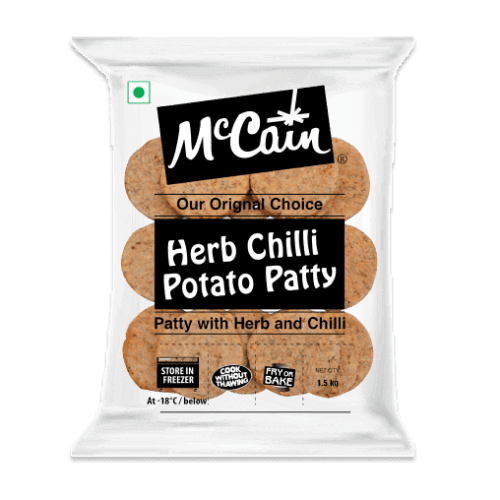 McCain®
Our Orignal Choice
Herb Chilli
Potato Patty
Patty with Herb and Chilli
STORE IN
FREEZER
At -18°C / below
COOK
WITHOUT
THAWING
FRY OR
BAKE
NET QTY.
1.5 kg